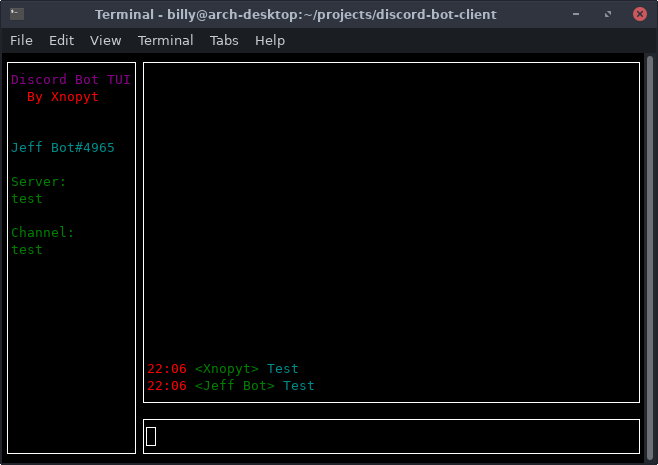 Terminal - billy@arch-desktop:~/projects/discord-bot-client
File Edit View Terminal Tabs Help
Discord Bot TUI
By Xnopyt
Jeff Bot#4965
Server:
test
Channel:
test
22:06 <Xnopyt> Test
22:06 <Jeff Bot> Test